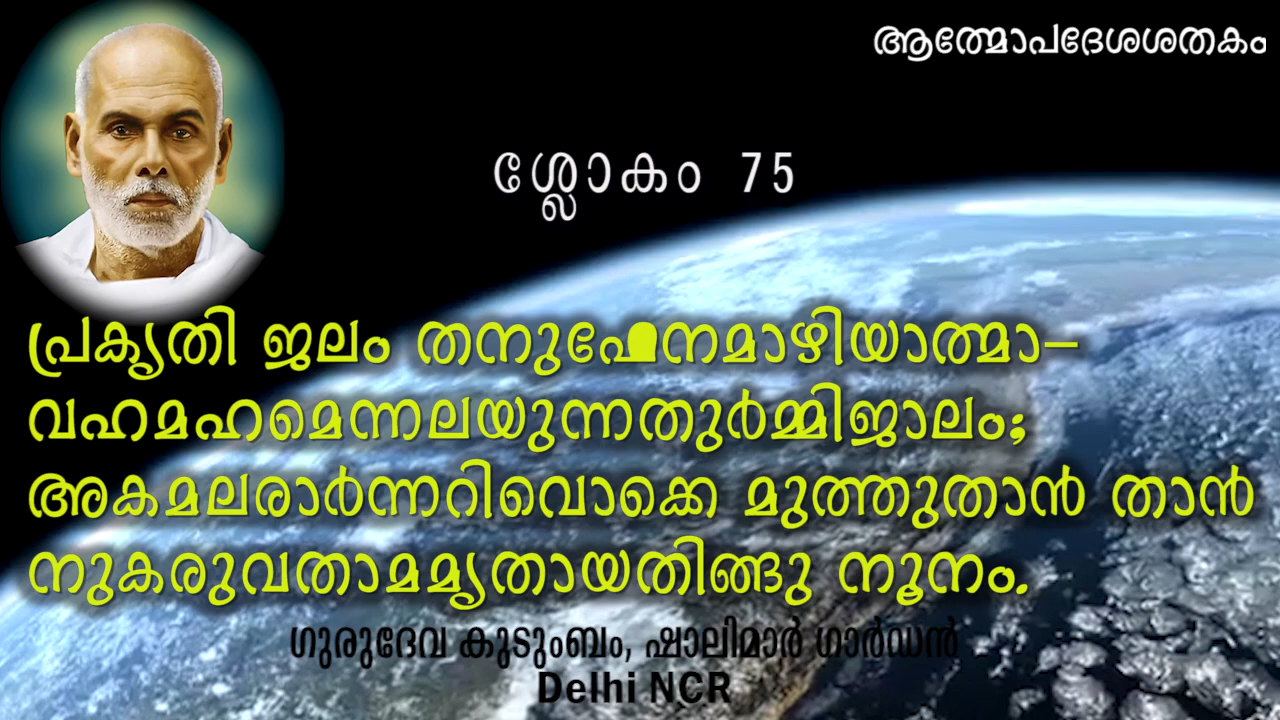 ആത്മോപദേശശതകം
ശ്ലോകം 75
പ്രകൃതി ജലം തനുഫേനമാഴിയാത്മാ–
വഹമഹമെന്നലയുന്നതുർമ്മിജാലം;
അകമലരാർന്നറിവൊക്കെ മുത്തുതാൻ താൻ
നുകരുവതാമമൃതായതിങ്ങു നൂനം.
ഗുരുദേവ കുടുംബം, ഷാലിമാർ ഗാർഡൻ
Delhi NCR